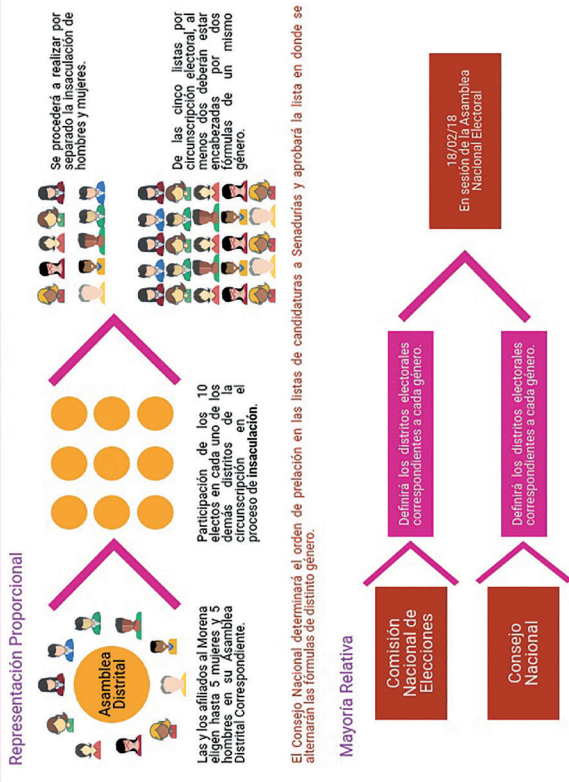 Representación Proporcional
Asamblea
Distrital
Las y los afiliados al Morena
eligen hasta 5 mujeres y 5
hombres en su Asamblea
Distrital Correspondiente.
Participación de los 10
electos en cada uno de los
demás distritos de la
circunscripción en el
proceso de insaculación.
Se procederá a realizar por
separado la insaculación de
hombres y mujeres.
De las cinco listas por
circunscripción electoral, al
menos dos deberán estar
encabezadas por dos
fórmulas de un mismo
género.
El Consejo Nacional determinará el orden de prelación en las listas de candidaturas a Senadurías y aprobará la lista en donde se
alternarán las fórmulas de distinto género.
Mayoría Relativa
Comisión
Nacional de
Elecciones
Definirá los distritos electorales
correspondientes a cada género.
Consejo
Nacional
Definirá los distritos electorales
correspondientes a cada género.
18/02/18
En sesión de la Asamblea
Nacional Electoral